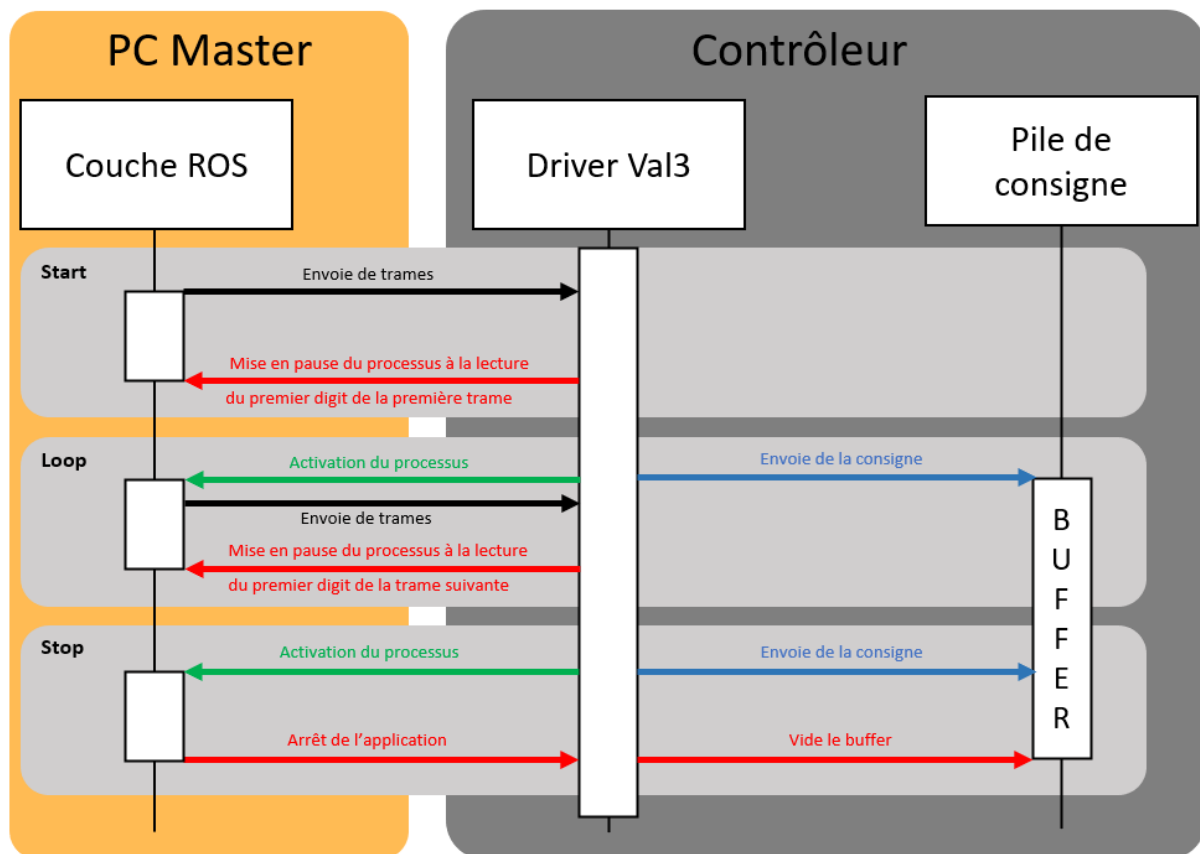 PC Master
Contrôleur
Couche ROS
Driver Val3
Pile de
consigne
Start
Envoie de trames
Mise en pause du processus à la lecture
du premier digit de la première trame
Loop
Activation du processus
Envoie de la consigne
Envoie de trames
Mise en pause du processus à la lecture
du premier digit de la trame suivante
B
U
F
F
E
R
Stop
Activation du processus
Envoie de la consigne
Arrêt de l'application
Vide le buffer